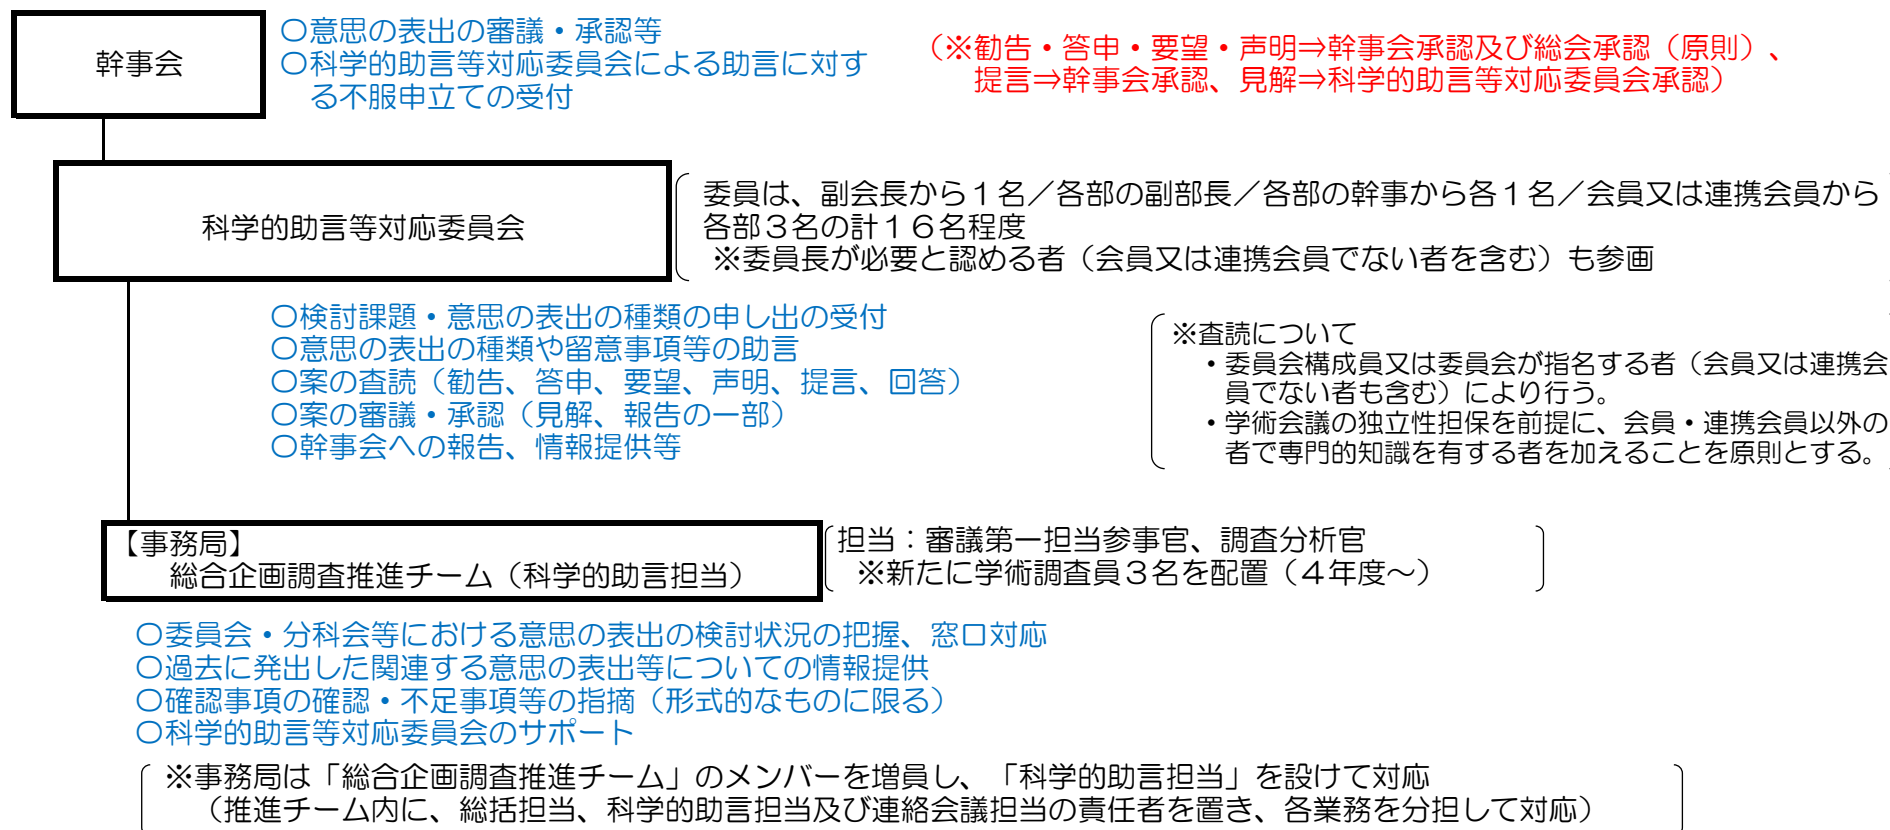 幹事会
〇意思の表出の審議・承認等
〇科学的助言等対応委員会による助言に対す
る不服申立ての受付
（※勧告・答申・要望・声明⇒幹事会承認及び総会承認（原則）、
提言⇒幹事会承認、見解⇒科学的助言等対応委員会承認）
科学的助言等対応委員会
委員は、副会長から１名／各部の副部長／各部の幹事から各１名／会員又は連携会員から
各部３名の計１６名程度
※委員長が必要と認める者（会員又は連携会員でない者を含む）も参画
〇検討課題・意思の表出の種類の申し出の受付
〇意思の表出の種類や留意事項等の助言
〇案の査読（勧告、答申、要望、声明、提言、回答）
〇案の審議・承認（見解、報告の一部）
〇幹事会への報告、情報提供等
※査読について
・委員会構成員又は委員会が指名する者（会員又は連携会
員でない者も含む）により行う。
・学術会議の独立性担保を前提に、会員・連携会員以外の
者で専門的知識を有する者を加えることを原則とする。
【事務局】
総合企画調査推進チーム（科学的助言担当）
担当：審議第一担当参事官、調査分析官
※新たに学術調査員３名を配置（４年度～）
〇委員会・分科会等における意思の表出の検討状況の把握、窓口対応
〇過去に発出した関連する意思の表出等についての情報提供
〇確認事項の確認・不足事項等の指摘（形式的なものに限る）
〇科学的助言等対応委員会のサポート
※事務局は「総合企画調査推進チーム」のメンバーを増員し、「科学的助言担当」を設けて対応
（推進チーム内に、総括担当、科学的助言担当及び連絡会議担当の責任者を置き、各業務を分担して対応）